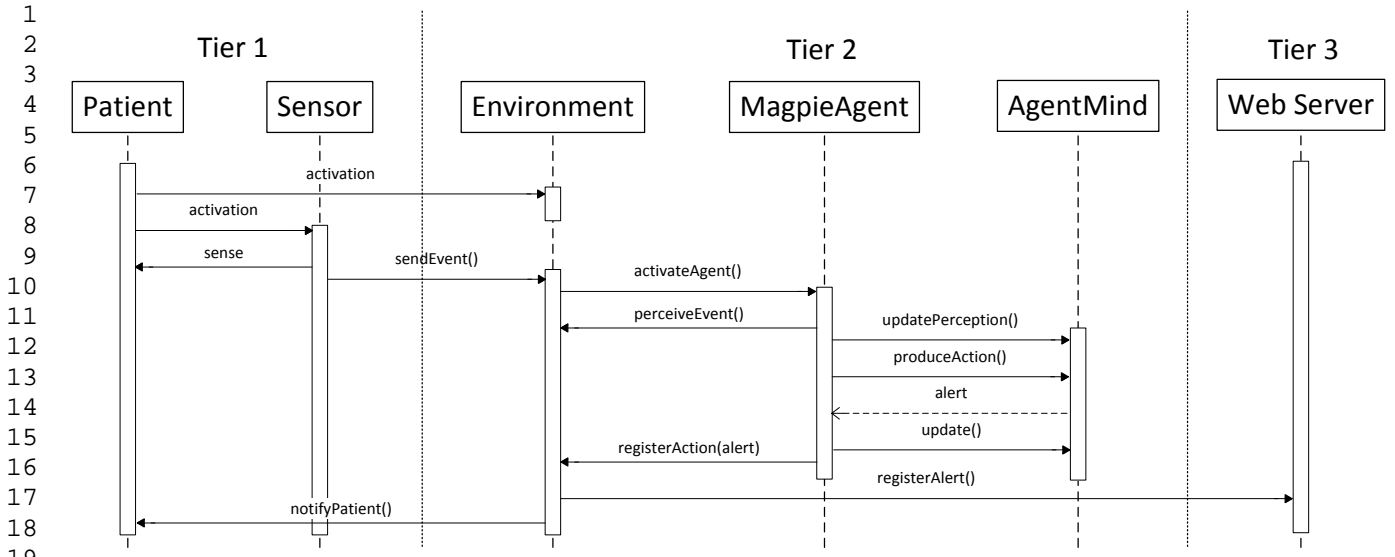 1
2
3
4
5
6
7
8
9
10
11
12
13
14
15
16
17
18
19
Tier 1
Tier 2
Tier 3
Patient
Sensor
Environment
MagpieAgent
AgentMind
Web Server
activation
activation
sense
sendEvent()
activateAgent()
perceiveEvent()
updatePerception()
produceAction()
alert
update()
registerAction(alert)
registerAlert()
notifyPatient()